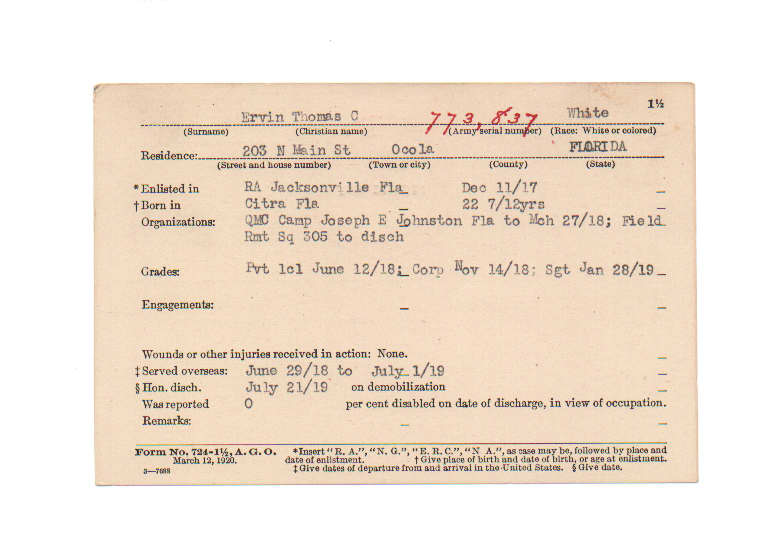 1½
Ervin Thomas C 773,837 White
(Surname) (Christian name) (Army serial number) (Race: White or colored)
Residence: 203 N Main St Ocola FLORIDA
(Street and house number) (Town or city) (County) (State)
*Enlisted in RA Jacksonville Fla Dec 11/17
†Born in Citra Fla 22 7/12yrs
Organizations: QMC Camp Joseph E Johnston Fla to Mch 27/18; Field
Rmt Sq 305 to disch
Grades: Pvt 1cl June 12/18; Corp Nov 14/18; Sgt Jan 28/19
Engagements:
Wounds or other injuries received in action: None.
‡Served overseas: June 29/18 to July 1/19
§Hon. disch. July 21/19 on demobilization
Was reported 0 per cent disabled on date of discharge, in view of occupation.
Remarks:
Form No. 724-1½, A. G. O. *Insert "R. A.", "N. G.", "E. R. C.", "N A.", as case may be, followed by place and
March 12, 1920. date of enlistment. †Give place of birth and date of birth, or age at enlistment.
3—7688 ‡Give dates of departure from and arrival in the United States. §Give date.